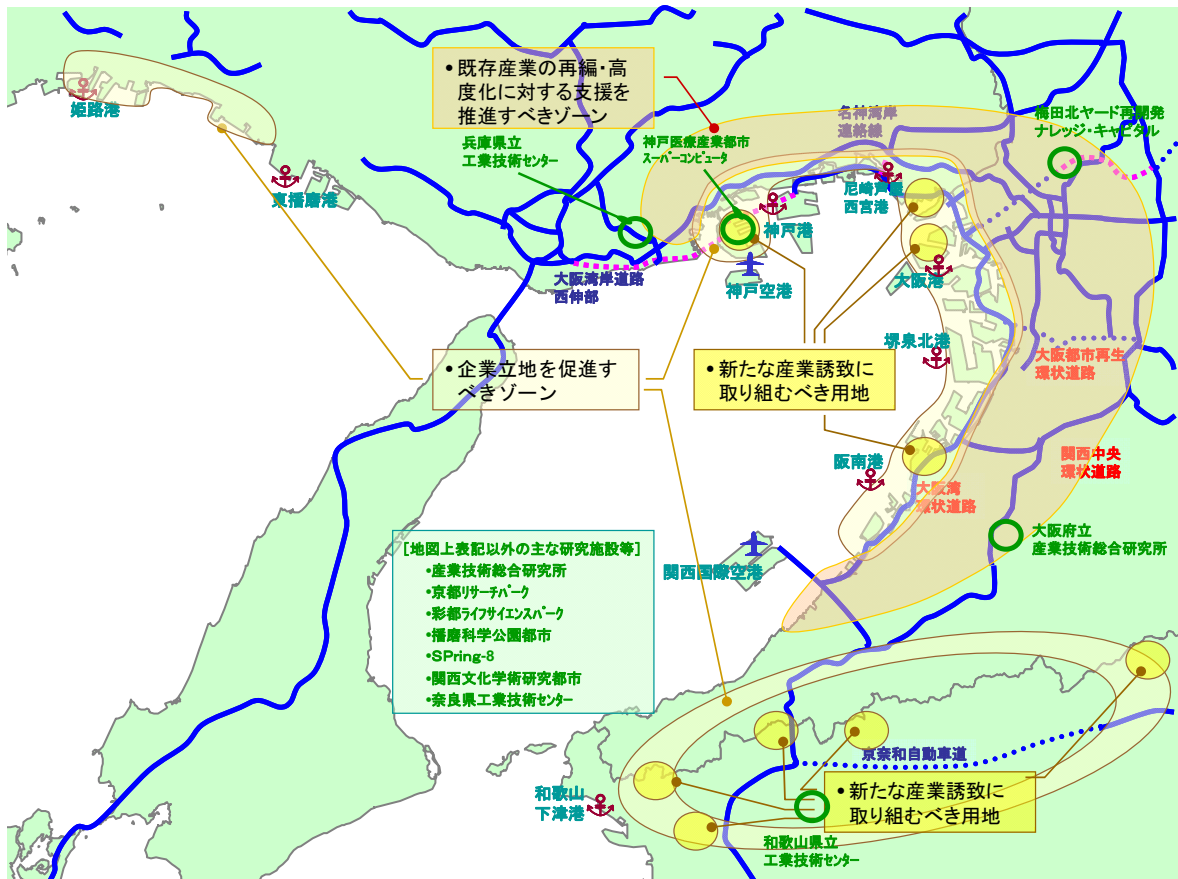 • 既存産業の再編・高
度化に対する支援を
推進すべきゾーン
姫路港
東播磨港
兵庫県立
工業技術センター
神戸医療産業都市
スーパーコンピュータ
名神湾岸
連絡線
梅田北ヤード再開発
ナレッジ・キャピタル
尼崎芦屋
西宮港
神戸港
大阪湾岸道路
西伸部
神戸空港
大阪港
堺泉北港
• 企業立地を促進す
べきゾーン
• 新たな産業誘致に
取り組むべき用地
大阪都市再生
環状道路
阪南港
大阪湾
環状道路
関西中央
環状道路
大阪府立
産業技術総合研究所
関西国際空港
[地図上表記以外の主な研究施設等]
•産業技術総合研究所
•京都リサーチパーク
•彩都ライフサイエンスパーク
•播磨科学公園都市
•SPring-8
•関西文化学術研究都市
•奈良県工業技術センター
京奈和自動車道
• 新たな産業誘致に
取り組むべき用地
和歌山
下津港
和歌山県立
工業技術センター